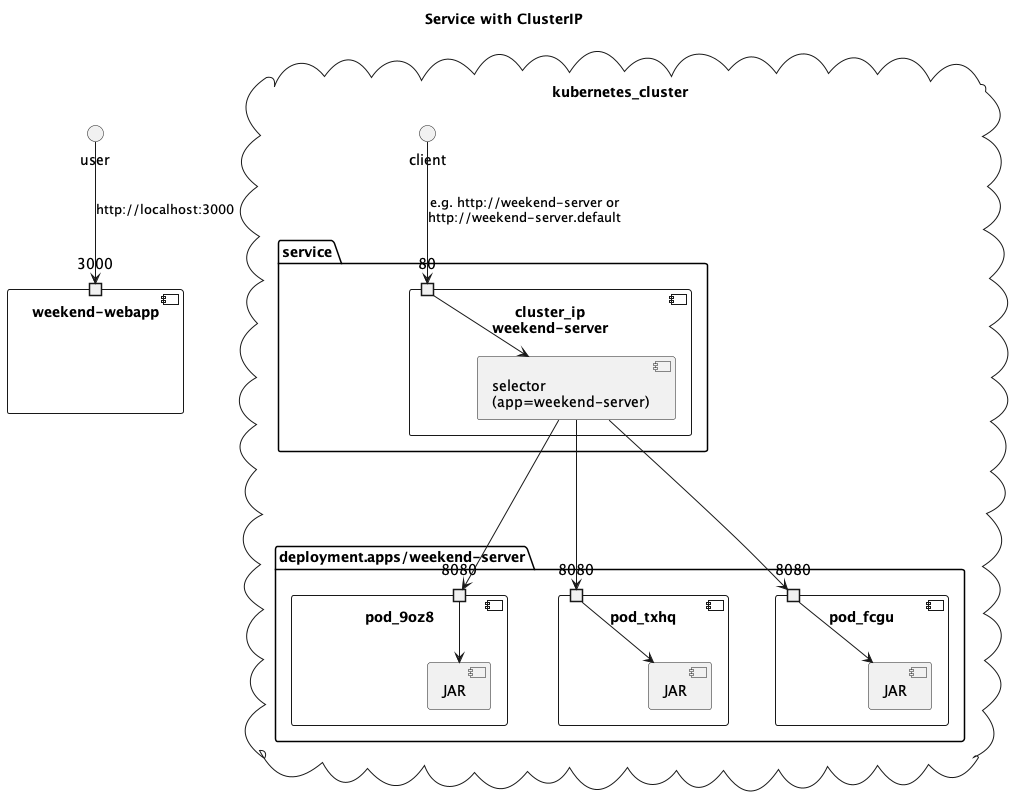 Service with ClusterIP
kubernetes_cluster
user
client
http://localhost:3000
e.g. http://weekend-server or
http://weekend-server.default
service
3000
80
weekend-webapp
cluster_ip
weekend-server
selector
(app=weekend-server)
deployment.apps/weekend-server
8080
8080
8080
pod_9oz8
pod_txhq
pod_fcgu
JAR
JAR
JAR